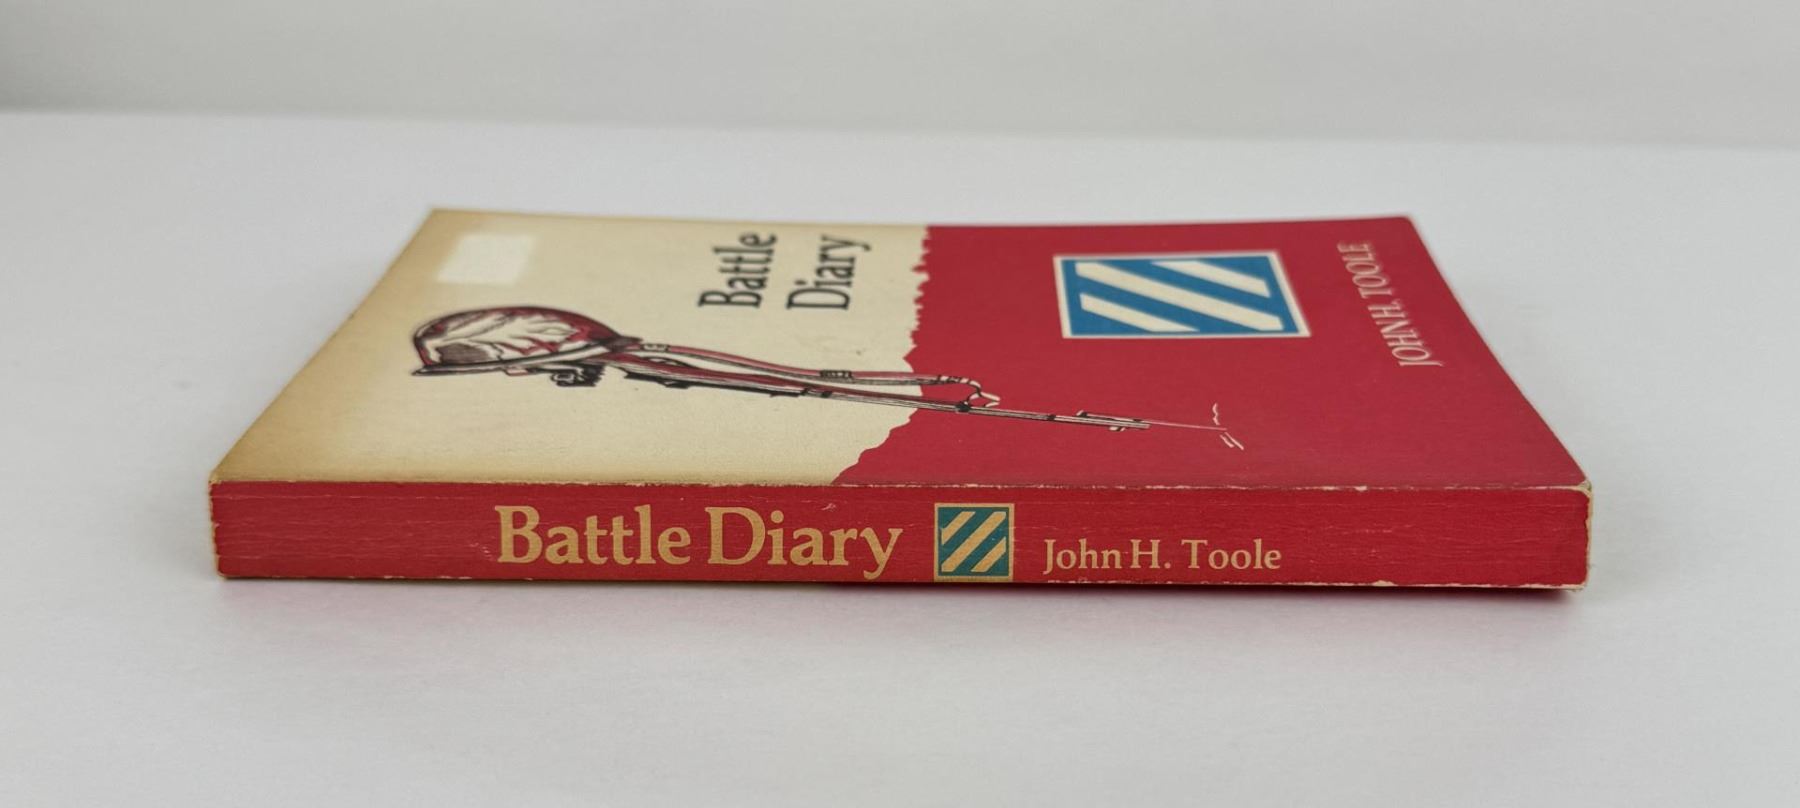 Battle
Diary
JOHN H. TOOLE
Battle Diary John H. Toole